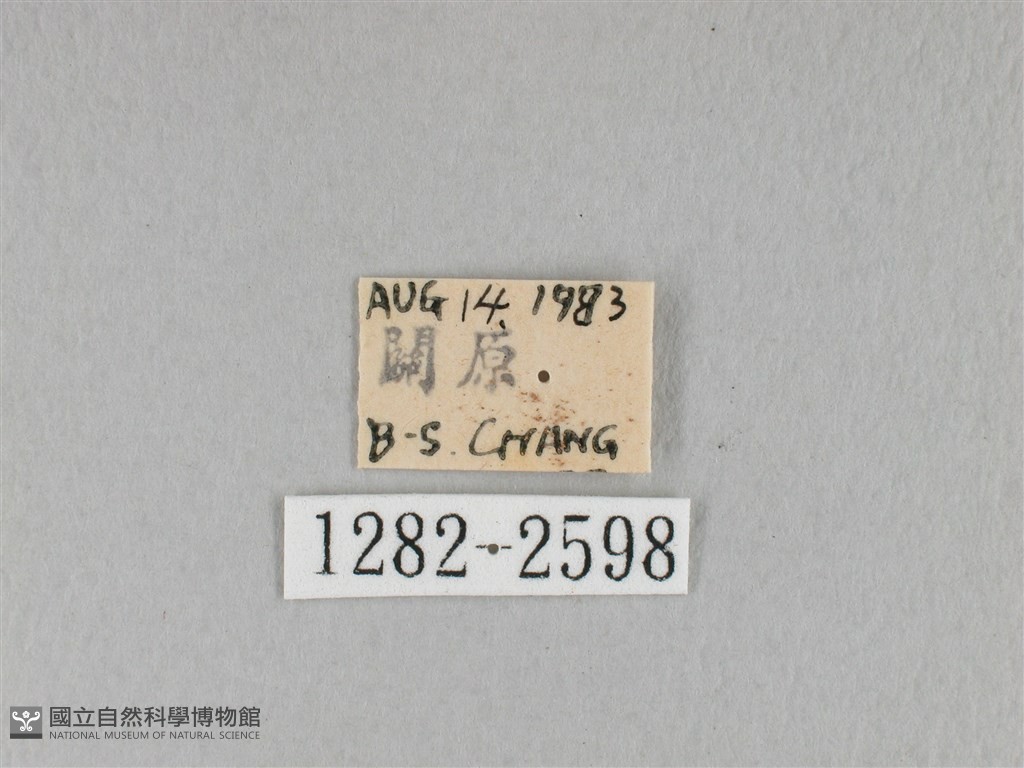 AUG 14, 1983
關原
B-S. CHANG
1282-2598
國立自然科學博物館
NATIONAL MUSEUM OF NATURAL SCIENCE